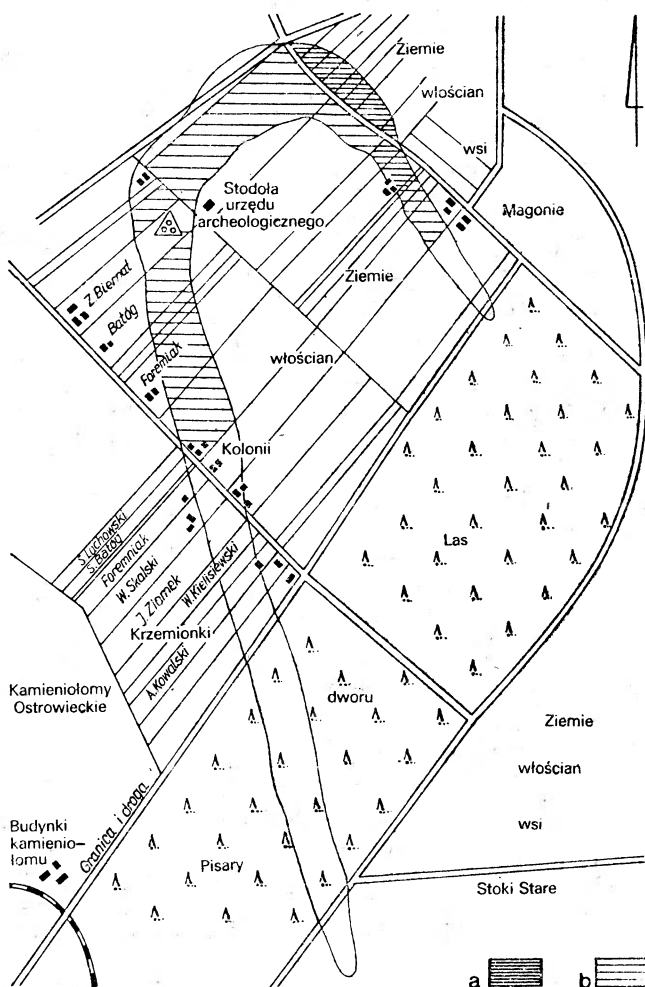 Ziemie
włościan
wsi
Magonie
Stodoła
urzędu
archeologicznego
Ziemie
włościan
Kolonii
Z. Biernat
Batóg
Foremniak
S. Luchowski
S. Batóg
Foremniak
W. Skalski
J. Ziomek
W. Kielisiewski
Krzemionki
A. Kowalski
Las
dworu
Pisary
Kamieniołomy
Ostrowieckie
Granica i droga
Budynki
kamienio-
łomu
Ziemie
włościan
wsi
Stoki Stare
a
b